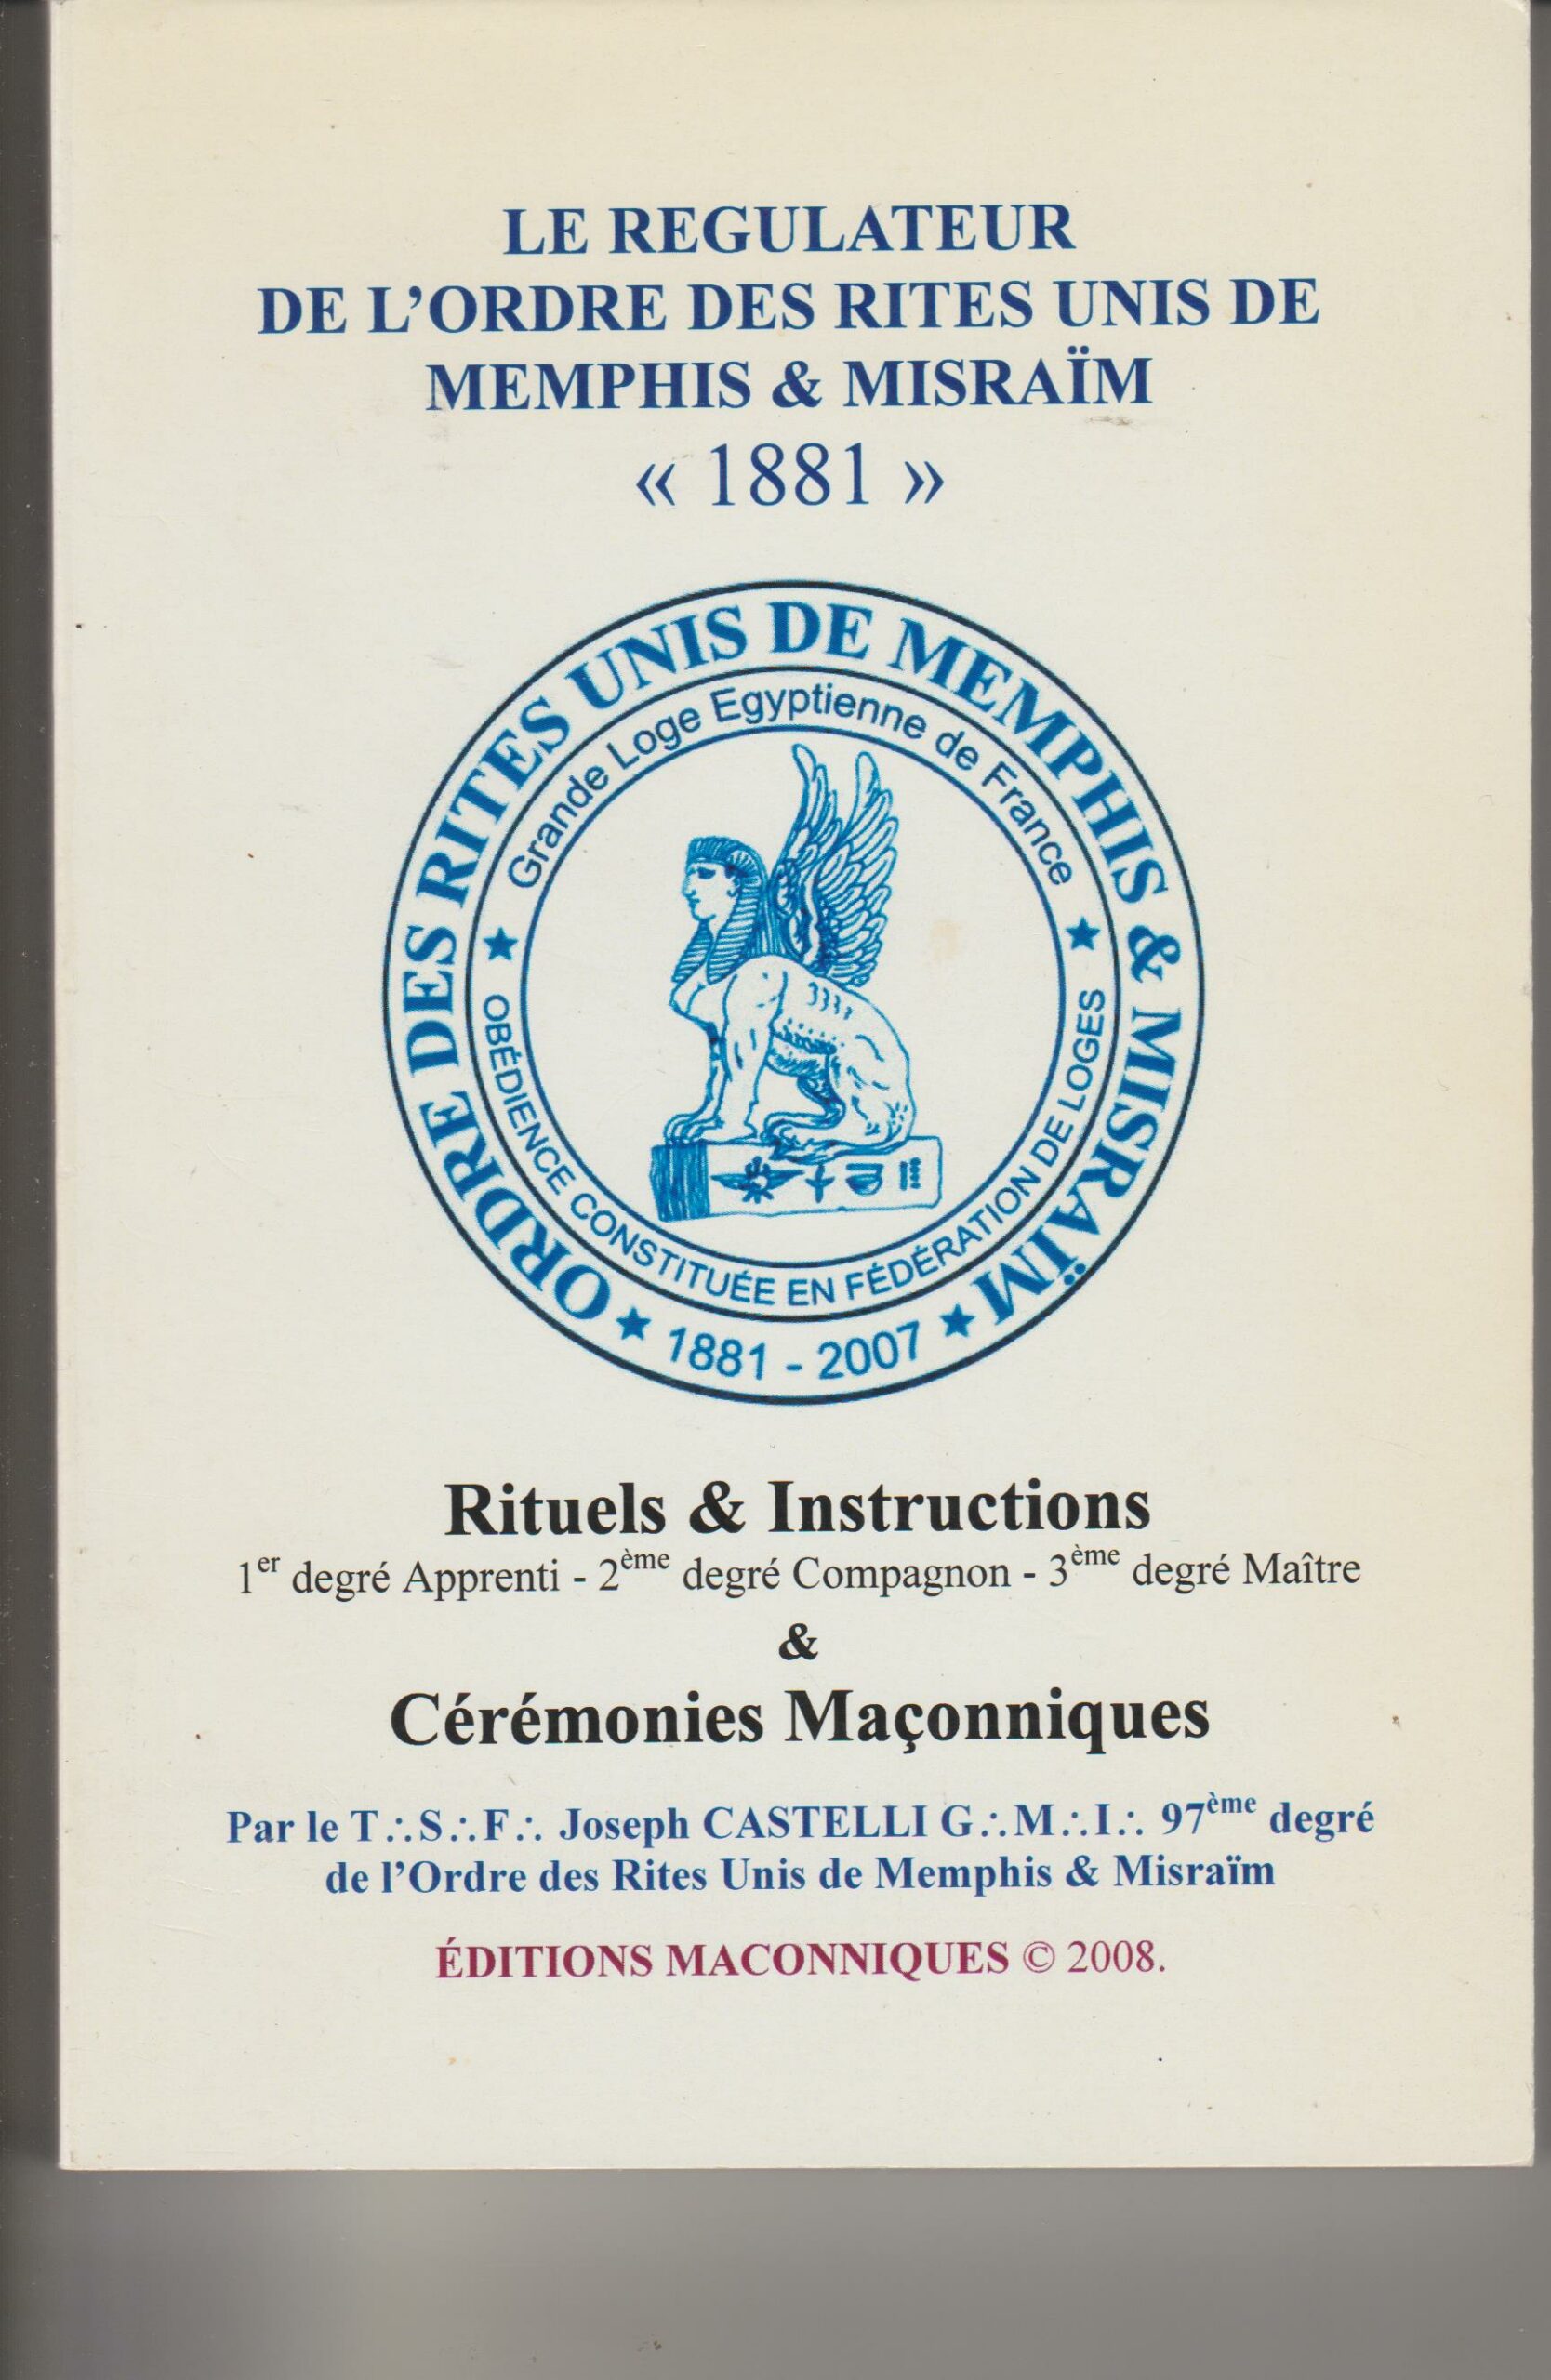 LE REGULATEUR
DE L'ORDRE DES RITES UNIS DE
MEMPHIS & MISRAÏM
« 1881 »
ORDRE DES RITES UNIS DE MEMPHIS & MISRAÏM
Grande Loge Egyptienne de France
OBÉDIENCE CONSTITUÉE EN FÉDÉRATION DE LOGES
★ 1881 - 2007 ★
Rituels & Instructions
1er degré Apprenti - 2ème degré Compagnon - 3ème degré Maître
&
Cérémonies Maçonniques
Par le T∴S∴F∴ Joseph CASTELLI G∴M∴I∴ 97ème degré
de l'Ordre des Rites Unis de Memphis & Misraïm
ÉDITIONS MACONNIQUES © 2008.